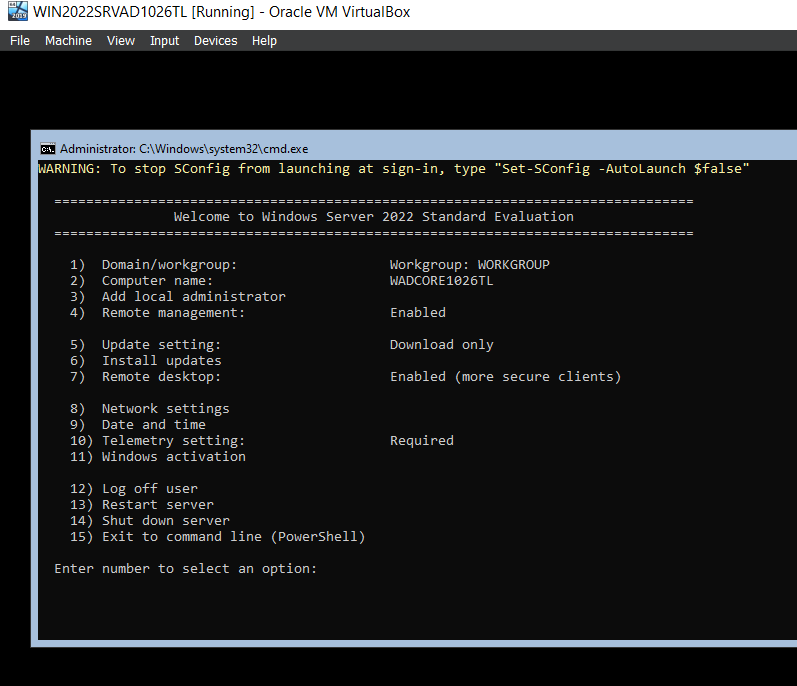 WIN2022SRVAD1026TL [Running] - Oracle VM VirtualBox
File Machine View Input Devices Help
Administrator: C:\Windows\system32\cmd.exe
WARNING: To stop SConfig from launching at sign-in, type "Set-SConfig -AutoLaunch $false"
================================================================================
Welcome to Windows Server 2022 Standard Evaluation
================================================================================
1) Domain/workgroup: Workgroup: WORKGROUP
2) Computer name: WADCORE1026TL
3) Add local administrator
4) Remote management: Enabled
5) Update setting: Download only
6) Install updates
7) Remote desktop: Enabled (more secure clients)
8) Network settings
9) Date and time
10) Telemetry setting: Required
11) Windows activation
12) Log off user
13) Restart server
14) Shut down server
15) Exit to command line (PowerShell)
Enter number to select an option: